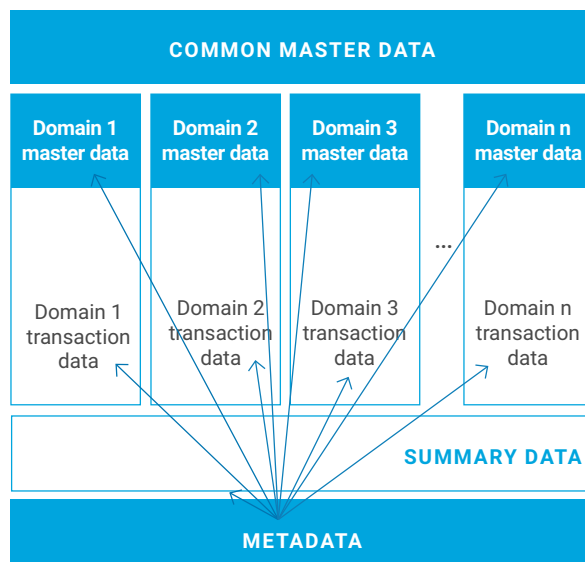 COMMON MASTER DATA
Domain 1
master data
Domain 2
master data
Domain 3
master data
Domain n
master data
...
Domain 1
transaction
data
Domain 2
transaction
data
Domain 3
transaction
data
Domain n
transaction
data
SUMMARY DATA
METADATA